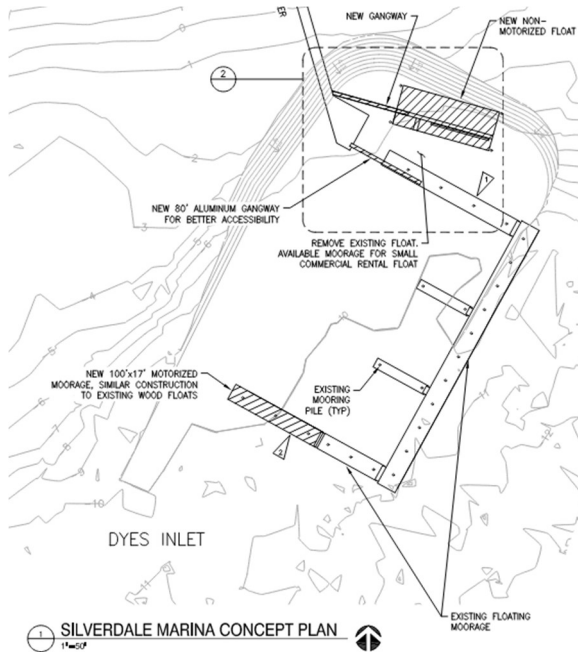 ER
NEW GANGWAY
NEW NON-
MOTORIZED FLOAT
2
NEW 80' ALUMINUM GANGWAY
FOR BETTER ACCESSIBILITY
1
REMOVE EXISTING FLOAT.
AVAILABLE MOORAGE FOR SMALL
COMMERCIAL RENTAL FLOAT
NEW 100'x17' MOTORIZED
MOORAGE, SIMILAR CONSTRUCTION
TO EXISTING WOOD FLOATS
EXISTING
MOORING
PILE (TYP)
2
DYES INLET
EXISTING FLOATING
MOORAGE
1
SILVERDALE MARINA CONCEPT PLAN
1"=50'